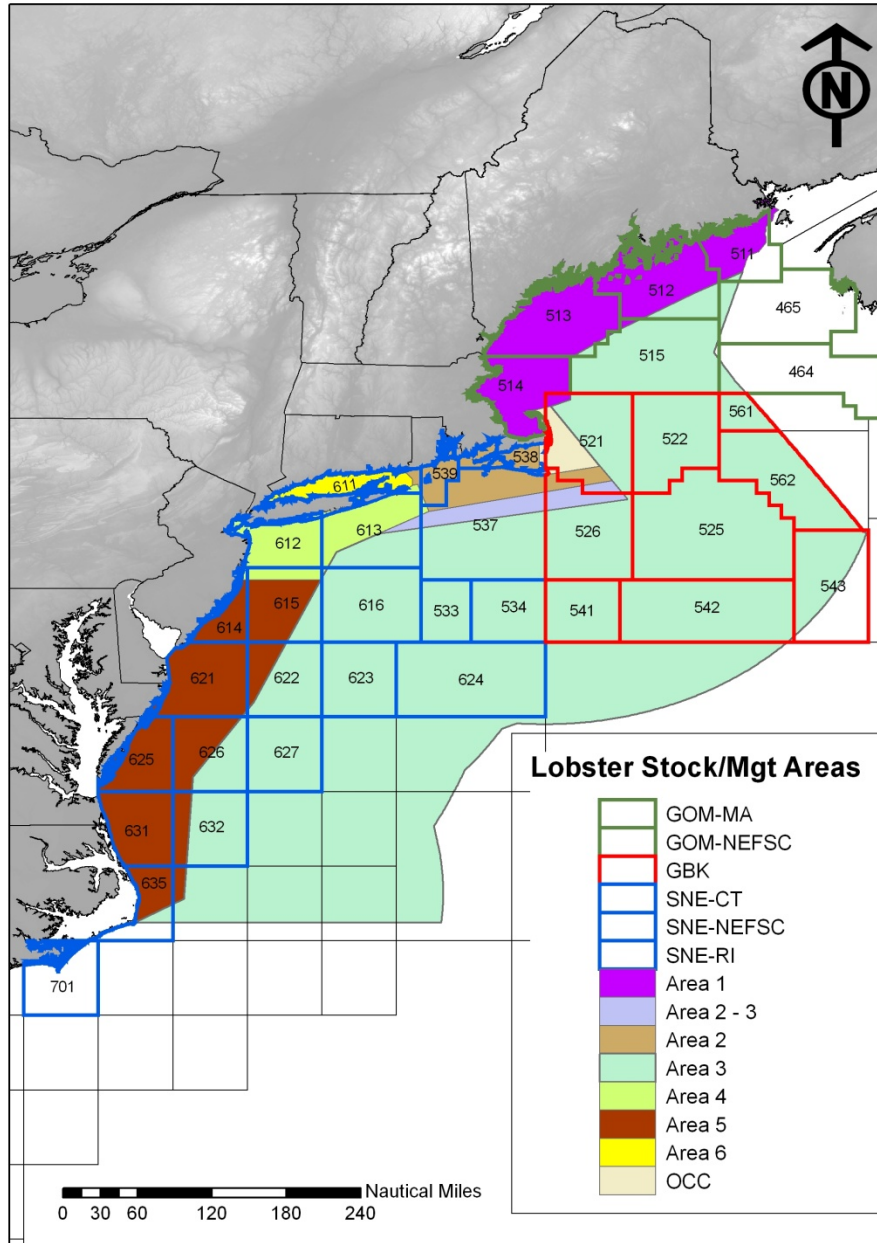 N
511
512
465
513
515
464
514
561
521
522
538
539
562
611
613
537
612
526
525
543
615
616
533
534
541
542
614
621
622
623
624
625
626
627
631
632
635
701
Lobster Stock/Mgt Areas
GOM-MA
GOM-NEFSC
GBK
SNE-CT
SNE-NEFSC
SNE-RI
Area 1
Area 2 - 3
Area 2
Area 3
Area 4
Area 5
Area 6
OCC
Nautical Miles
0 30 60 120 180 240